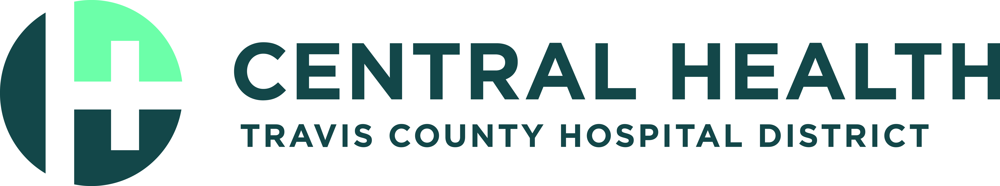 CENTRAL HEALTH
TRAVIS COUNTY HOSPITAL DISTRICT